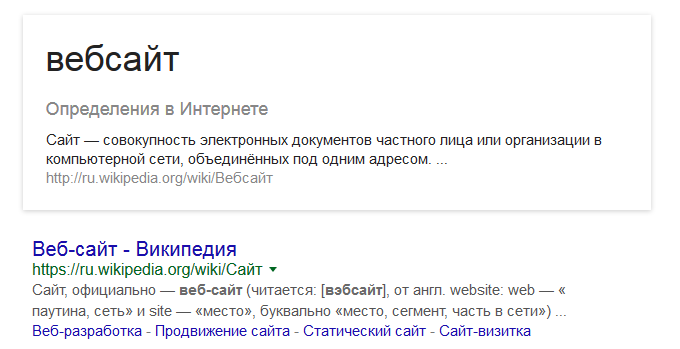 вебсайт
Определения в Интернете
Сайт — совокупность электронных документов частного лица или организации в
компьютерной сети, объединённых под одним адресом. ...
http://ru.wikipedia.org/wiki/Вебсайт
Веб-сайт - Википедия
https://ru.wikipedia.org/wiki/Сайт
Сайт, официально — веб-сайт (читается: [вэбсайт], от англ. website: web — «
паутина, сеть» и site — «место», буквально «место, сегмент, часть в сети») ...
Веб-разработка - Продвижение сайта - Статический сайт - Сайт-визитка